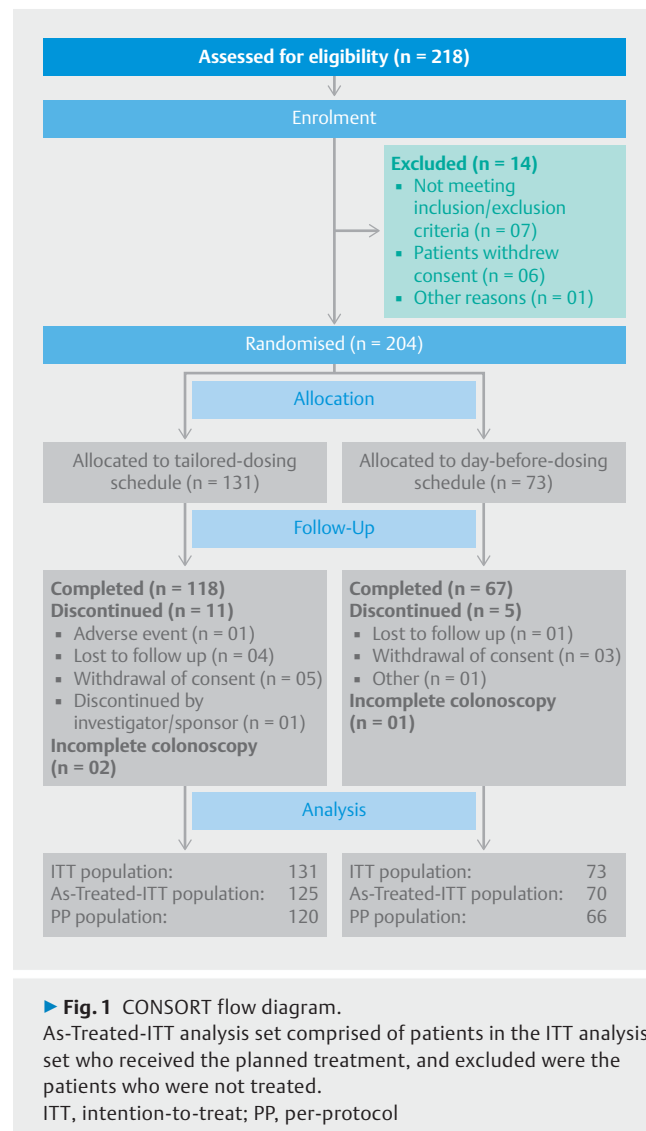 Assessed for eligibility (n = 218)
Enrolment
Excluded (n = 14)
▪ Not meeting
inclusion/exclusion
criteria (n = 07)
▪ Patients withdrew
consent (n = 06)
▪ Other reasons (n = 01)
Randomised (n = 204)
Allocation
Allocated to tailored-dosing
schedule (n = 131)
Allocated to day-before-dosing
schedule (n = 73)
Follow-Up
Completed (n = 118)
Discontinued (n = 11)
▪ Adverse event (n = 01)
▪ Lost to follow up (n = 04)
▪ Withdrawal of consent (n = 05)
▪ Discontinued by
investigator/sponsor (n = 01)
Incomplete colonoscopy
(n = 02)
Completed (n = 67)
Discontinued (n = 5)
▪ Lost to follow up (n = 01)
▪ Withdrawal of consent (n = 03)
▪ Other (n = 01)
Incomplete colonoscopy
(n = 01)
Analysis
ITT population: 131
As-Treated-ITT population: 125
PP population: 120
ITT population: 73
As-Treated-ITT population: 70
PP population: 66
▶ Fig. 1 CONSORT flow diagram.
As-Treated-ITT analysis set comprised of patients in the ITT analysis
set who received the planned treatment, and excluded were the
patients who were not treated.
ITT, intention-to-treat; PP, per-protocol